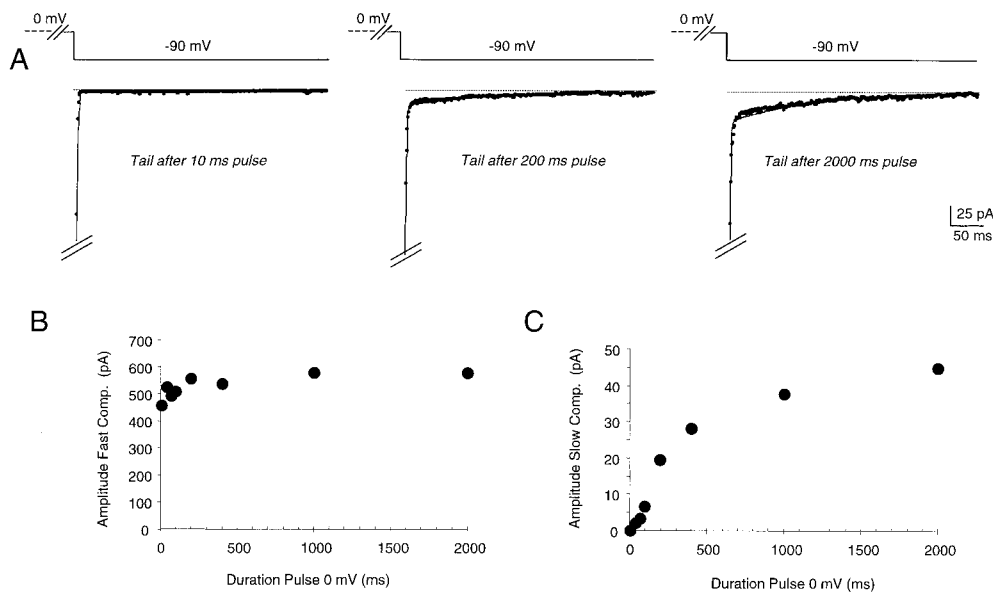 0 mV 0 mV 0 mV
-90 mV -90 mV -90 mV
A
Tail after 10 ms pulse Tail after 200 ms pulse Tail after 2000 ms pulse
25 pA
50 ms
B
Amplitude Fast Comp. (pA)
700
600
500
400
300
200
100
0
0 500 1000 1500 2000
Duration Pulse 0 mV (ms)
C
Amplitude Slow Comp. (pA)
50
40
30
20
10
0
0 500 1000 1500 2000
Duration Pulse 0 mV (ms)